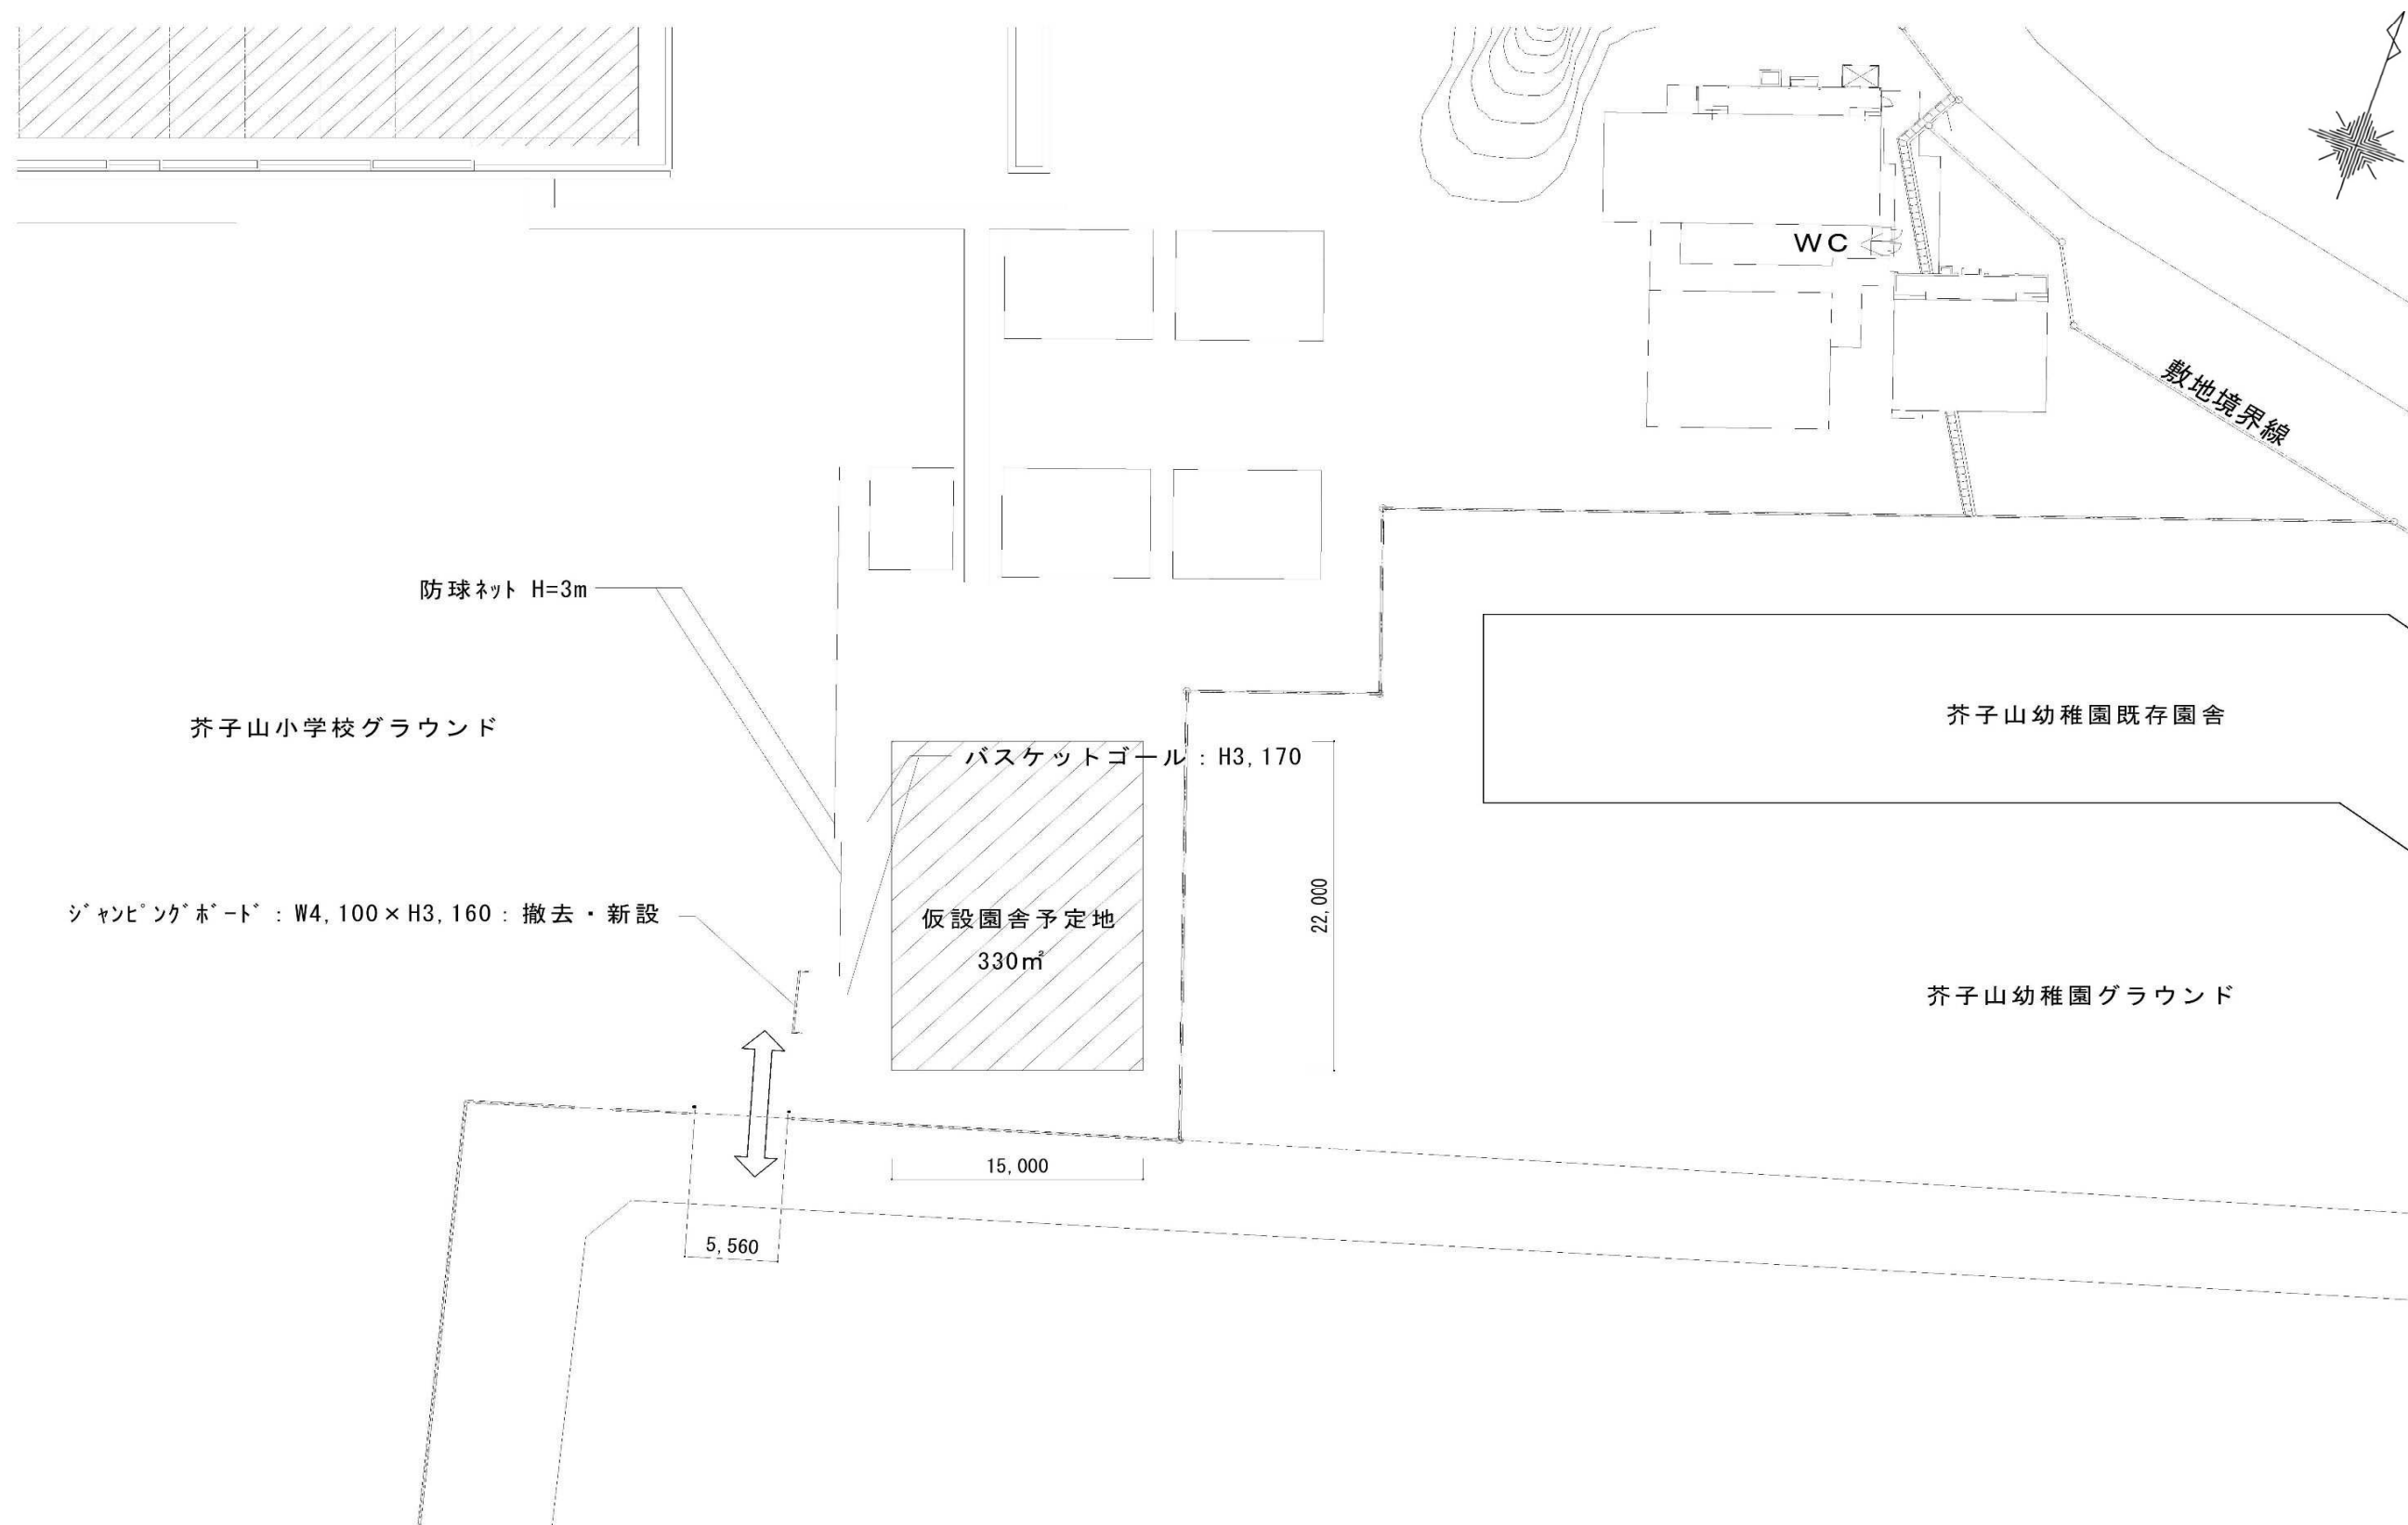 WC
敷地境界線
防球ﾈｯﾄ H=3m
芥子山小学校グラウンド
芥子山幼稚園既存園舎
バスケットゴール：H3,170
22,000
ｼﾞｬﾝﾋﾟﾝｸﾞﾎﾞｰﾄﾞ：W4,100×H3,160：撤去・新設
仮設園舎予定地
330㎡
芥子山幼稚園グラウンド
15,000
5,560